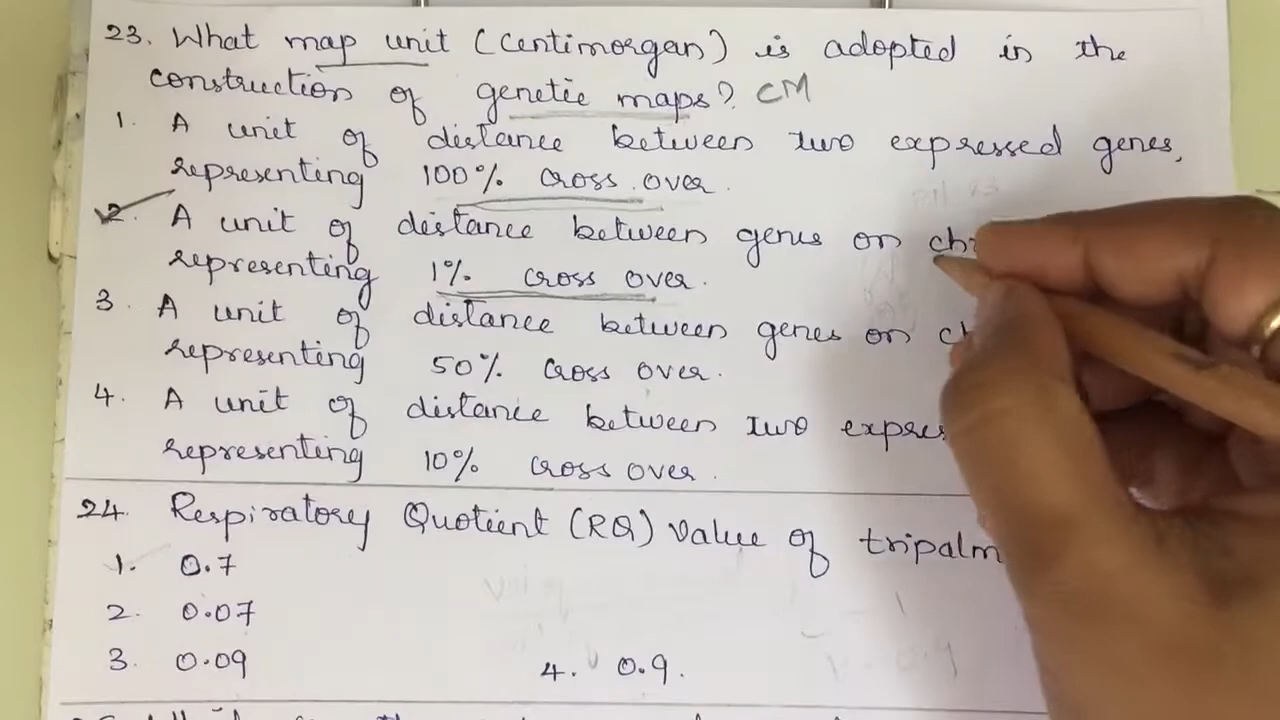 23. What map unit (Centimorgan) is adopted in the
construction of genetic maps? CM
1. A unit of distance between two expressed genes,
representing 100% cross over.
2. A unit of distance between genes on
representing 1% cross over.
3. A unit of distance between genes on
representing 50% cross over.
4. A unit of distance between two
representing 10% cross over.
24. Respiratory Quotient (RQ) value of
1. 0.7
2. 0.07
3. 0.09 4. 0.9.